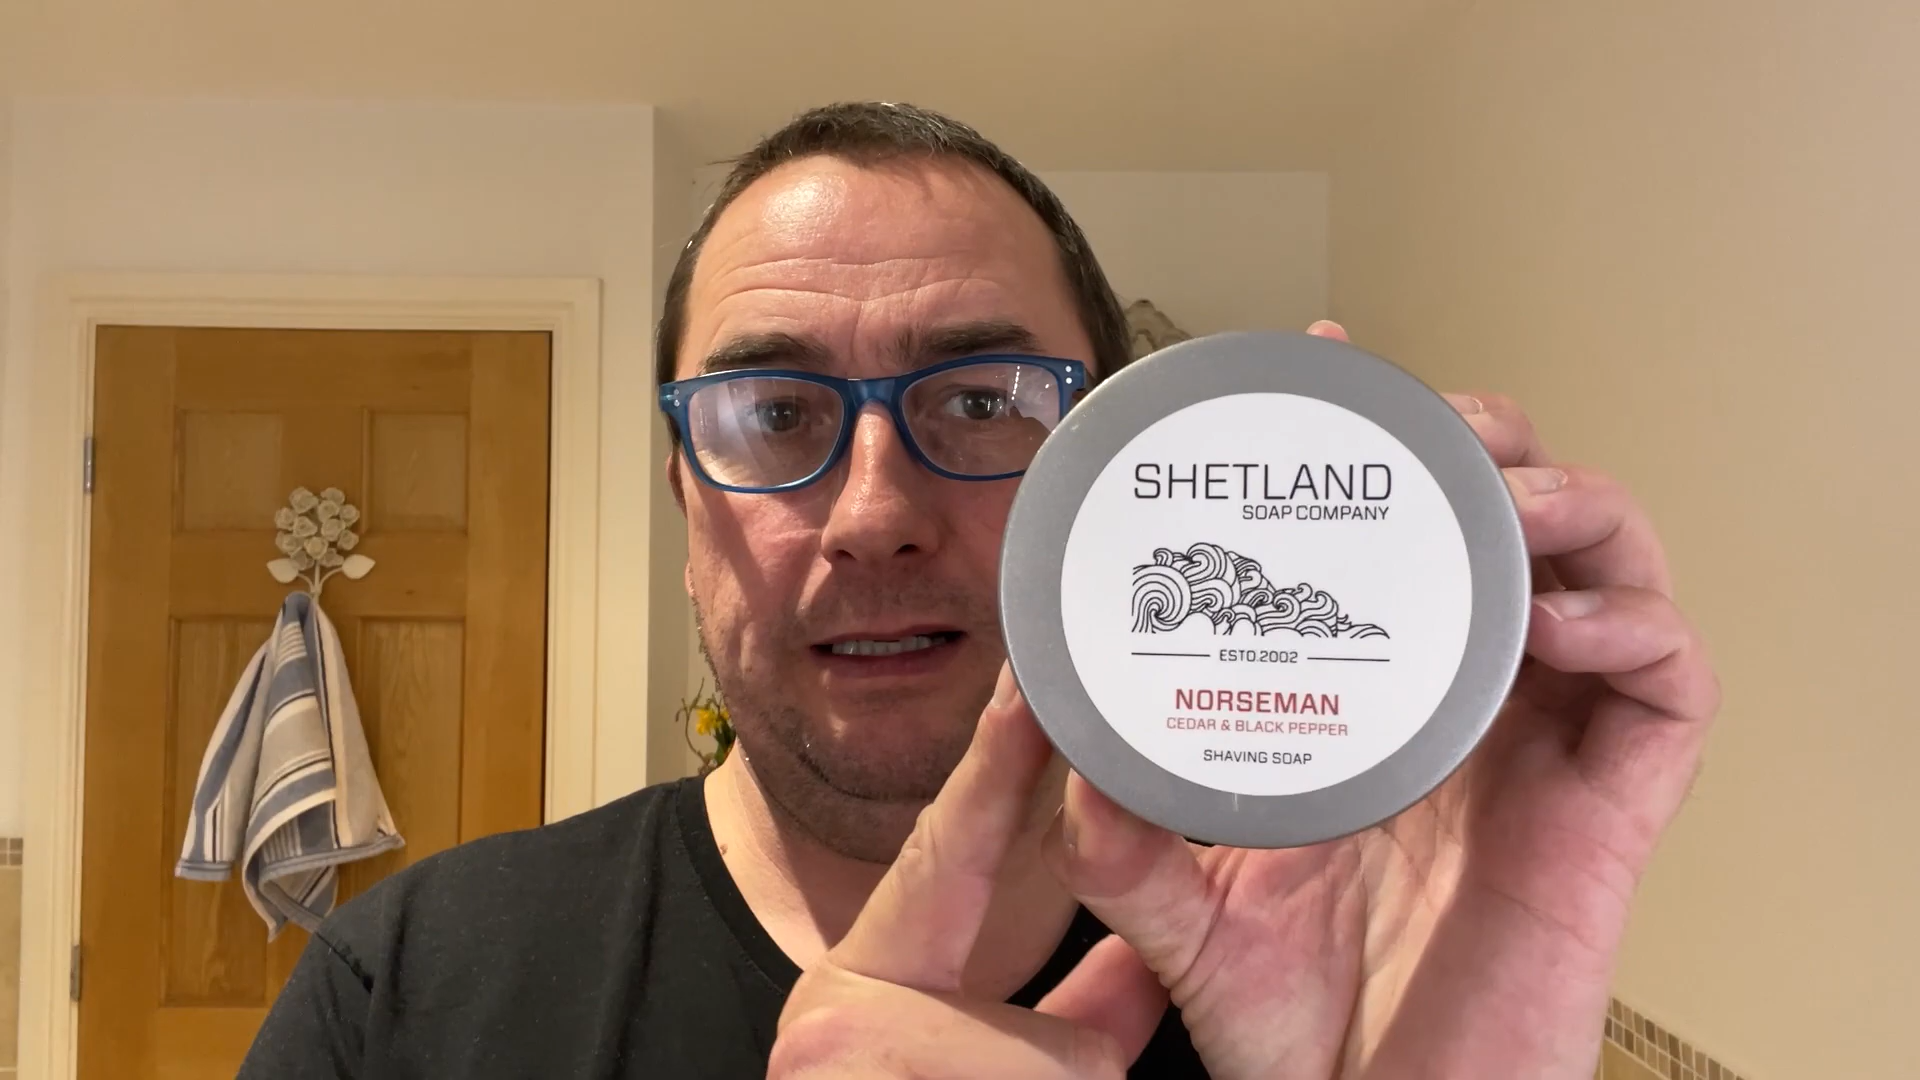 SHETLAND
SOAP COMPANY
ESTD.2002
NORSEMAN
CEDAR & BLACK PEPPER
SHAVING SOAP